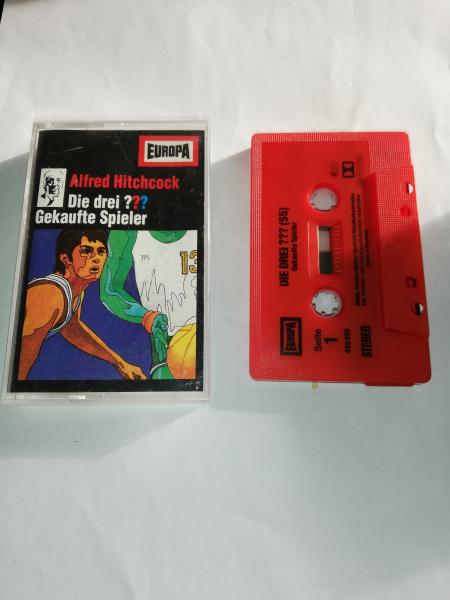 EUROPA
Alfred Hitchcock
Die drei ???
Gekaufte Spieler
13
DIE DREI ??? (55)
Gekaufte Spieler
EUROPA
Seite
1
STEREO